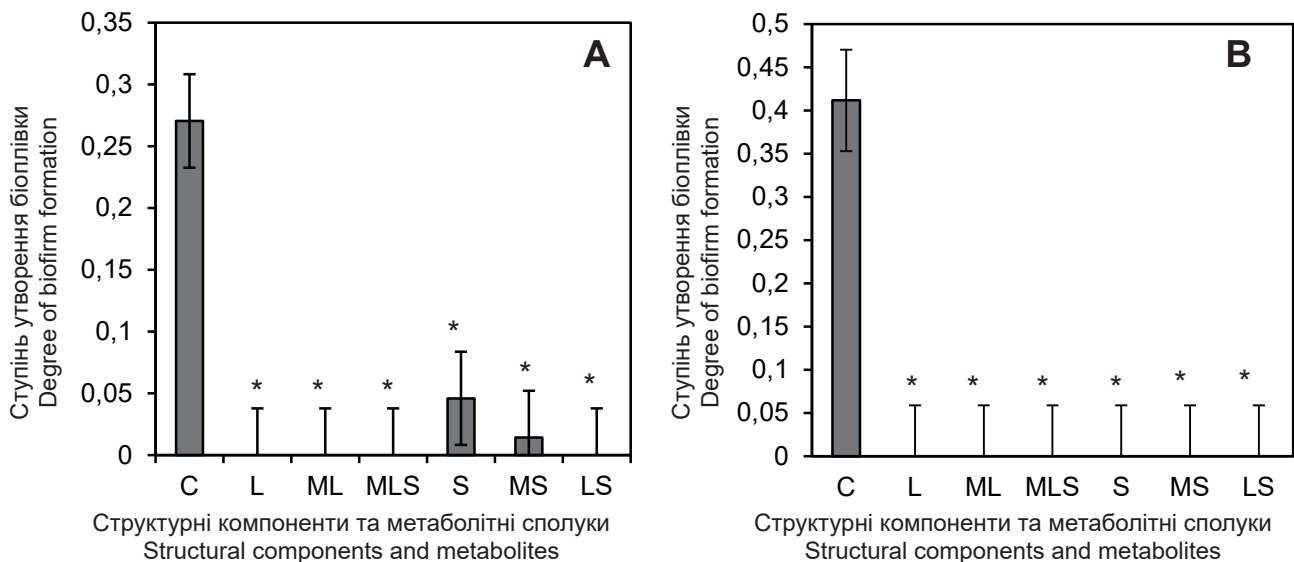 A
Ступінь утворення біоплівки
Degree of biofirm formation
0,35
0,3
0,25
0,2
0,15
0,1
0,05
0
* * * * * *
C L ML MLS S MS LS
Структурні компоненти та метаболітні сполуки
Structural components and metabolites
B
Ступінь утворення біоплівки
Degree of biofirm formation
0,5
0,45
0,4
0,35
0,3
0,25
0,2
0,15
0,1
0,05
0
* * * * * *
C L ML MLS S MS LS
Структурні компоненти та метаболітні сполуки
Structural components and metabolites